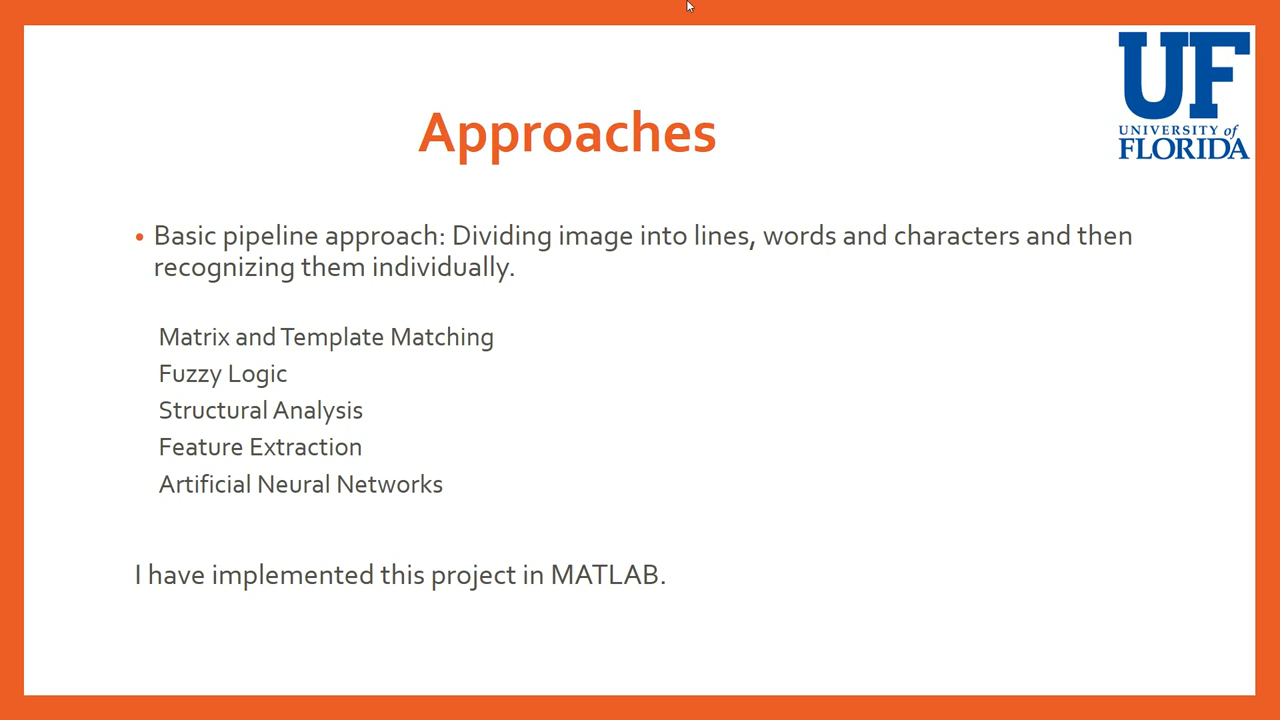 UF
UNIVERSITY of
FLORIDA
Approaches
• Basic pipeline approach: Dividing image into lines, words and characters and then
recognizing them individually.
Matrix and Template Matching
Fuzzy Logic
Structural Analysis
Feature Extraction
Artificial Neural Networks
I have implemented this project in MATLAB.